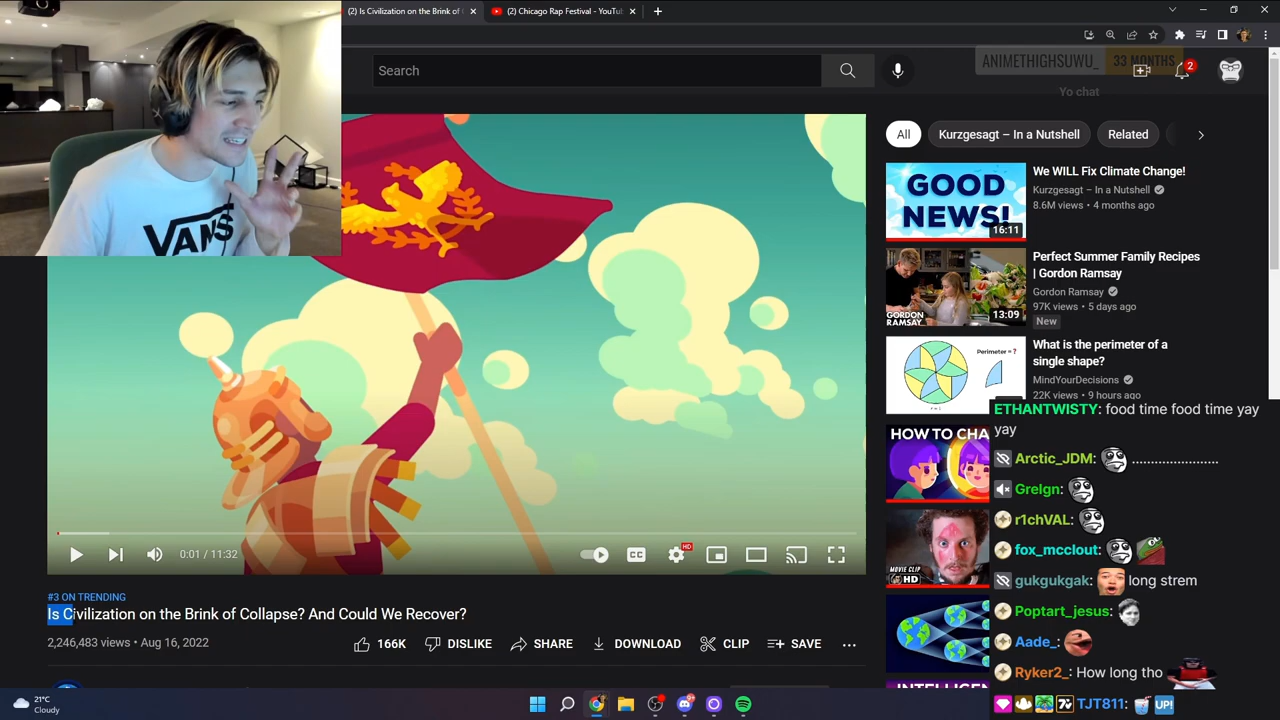 (2) Is Civilization on the Brink of C
(2) Chicago Rap Festival - YouTu
Search
ANIMETHIGHSUWU_ 33 MONTHS
2
Yo chat
VANS
All
Kurzgesagt – In a Nutshell
Related
GOOD
NEWS!
16:11
We WILL Fix Climate Change!
Kurzgesagt – In a Nutshell
8.6M views • 4 months ago
GORDON
RAMSAY
13:09
Perfect Summer Family Recipes
| Gordon Ramsay
Gordon Ramsay
97K views • 5 days ago
New
Perimeter = ?
What is the perimeter of a
single shape?
MindYourDecisions
22K views • 9 hours ago
HOW TO CHA
MOVIE CLIP
HD
ETHANTWISTY: food time food time yay
yay
Arctic_JDM: ........................
Grelgn:
r1chVAL:
fox_mcclout:
gukgukgak: long strem
Poptart_jesus:
Aade_:
Ryker2_: How long tho
TJT811: UP!
0:01 / 11:32
CC
HD
#3 ON TRENDING
Is Civilization on the Brink of Collapse? And Could We Recover?
2,246,483 views • Aug 16, 2022
166K
DISLIKE
SHARE
DOWNLOAD
CLIP
SAVE
21°C
Cloudy